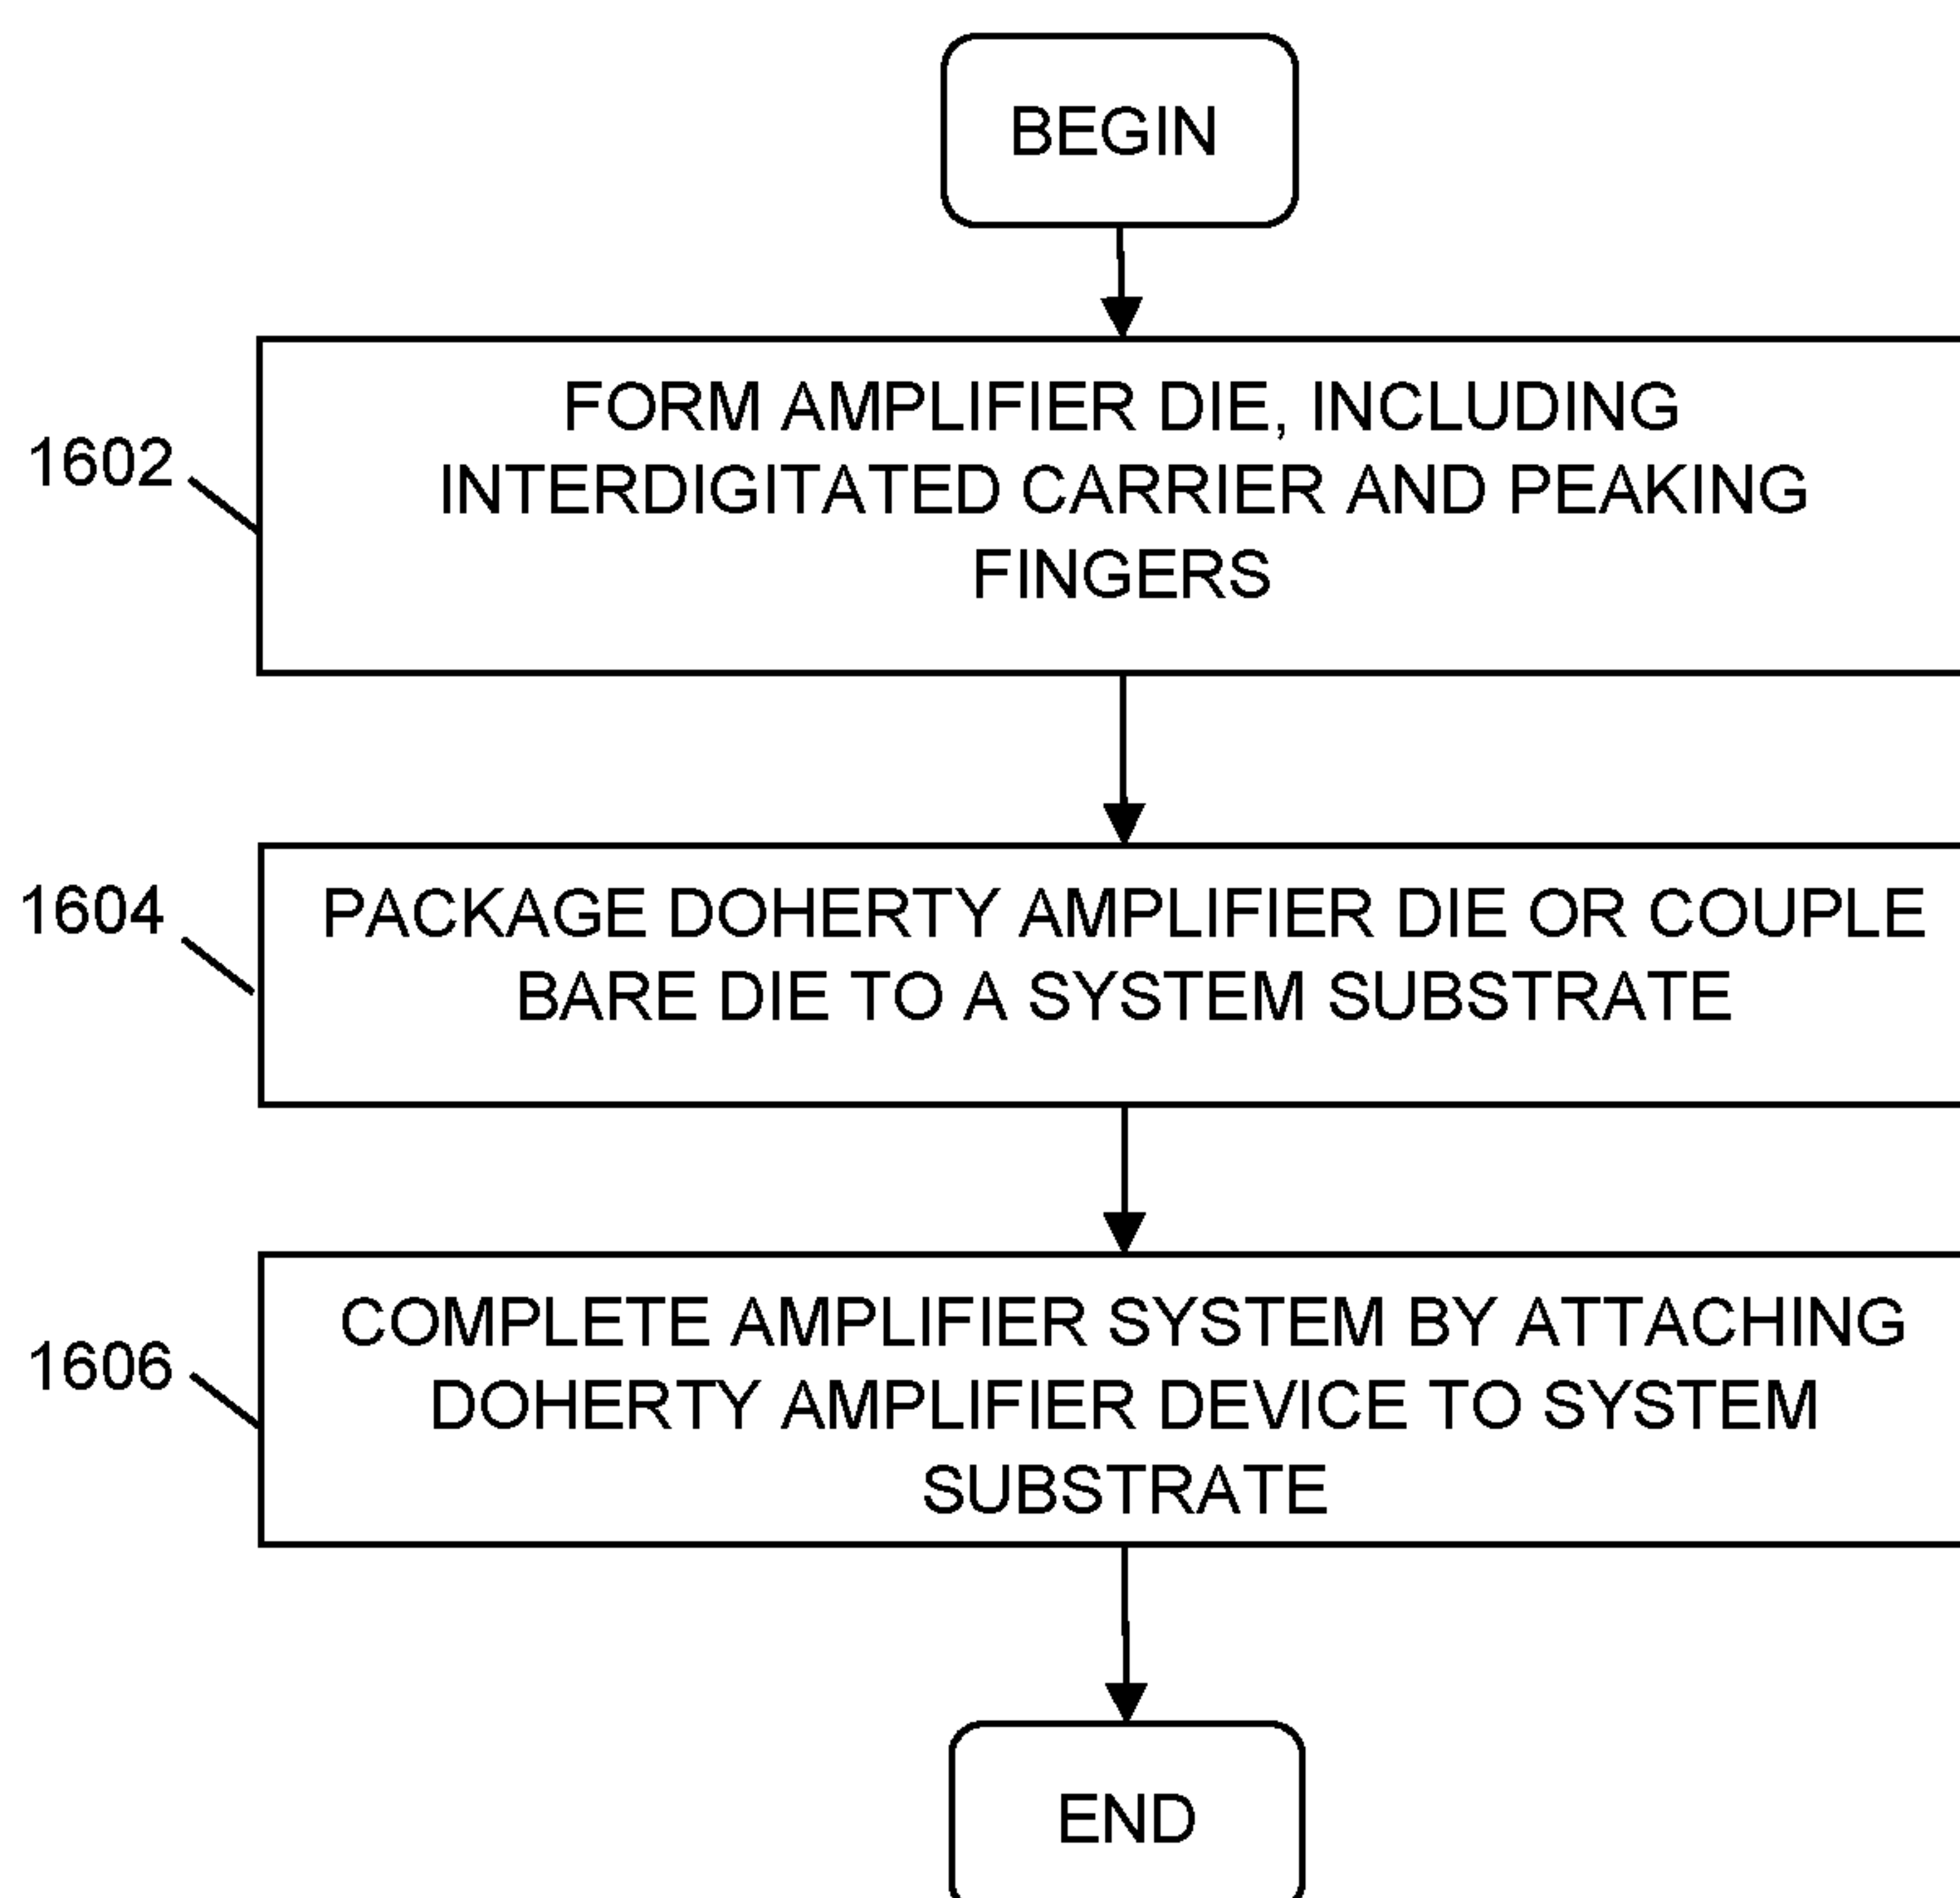 BEGIN
1602
FORM AMPLIFIER DIE, INCLUDING
INTERDIGITATED CARRIER AND PEAKING
FINGERS
1604
PACKAGE DOHERTY AMPLIFIER DIE OR COUPLE
BARE DIE TO A SYSTEM SUBSTRATE
1606
COMPLETE AMPLIFIER SYSTEM BY ATTACHING
DOHERTY AMPLIFIER DEVICE TO SYSTEM
SUBSTRATE
END